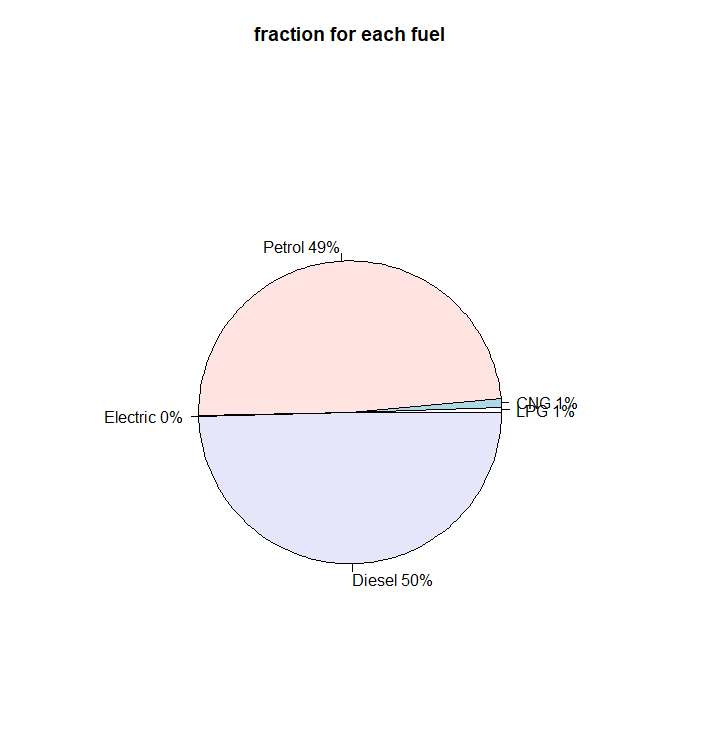 fraction for each fuel
Petrol 49%
CNG 1%
LPG 1%
Electric 0%
Diesel 50%